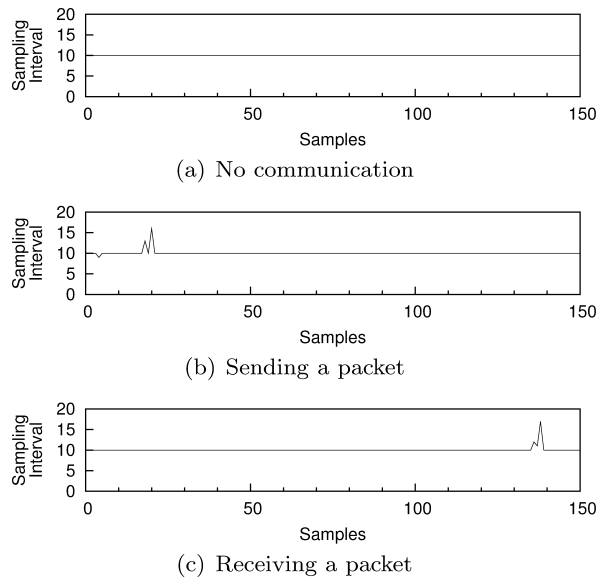 Sampling
Interval
20
15
10
5
0
0 50 100 150
Samples
(a) No communication
Sampling
Interval
20
15
10
5
0
0 50 100 150
Samples
(b) Sending a packet
Sampling
Interval
20
15
10
5
0
0 50 100 150
Samples
(c) Receiving a packet